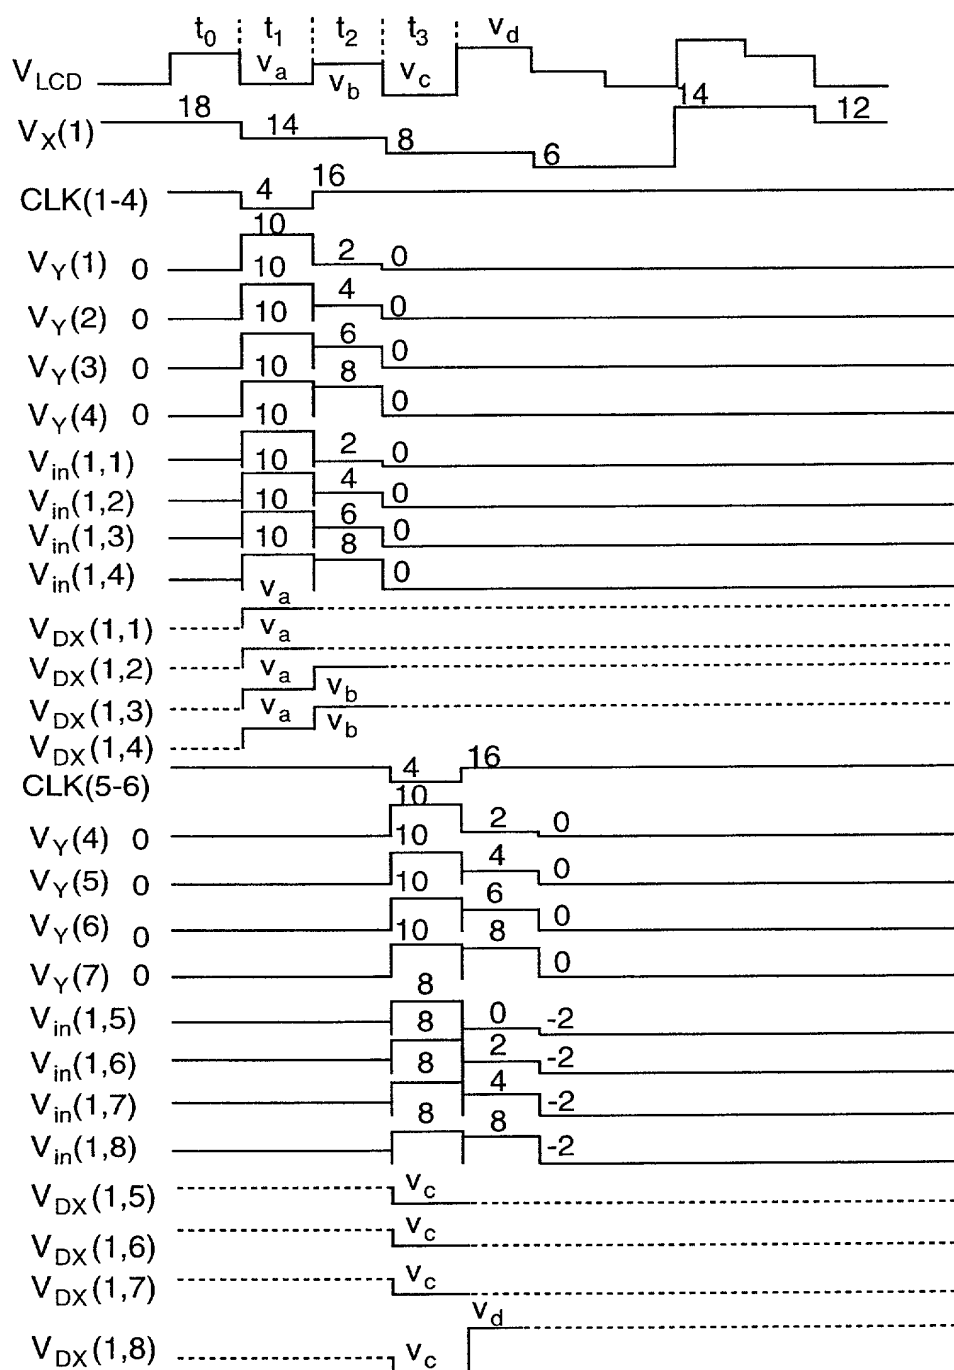 t0 t1 t2 t3 vd
VLCD va vb vc
18 14 12
VX(1) 14 8 6
CLK(1-4) 4 16
10
VY(1) 0 10 2 0
VY(2) 0 10 4 0
VY(3) 0 10 6 0
8
VY(4) 0 10 0
Vin(1,1) 10 2 0
Vin(1,2) 10 4 0
Vin(1,3) 10 6 0
8
Vin(1,4) va 0
VDX(1,1) va
VDX(1,2) va
VDX(1,3) va vb
VDX(1,4) vb
CLK(5-6) 4 16
10
VY(4) 0 10 2 0
VY(5) 0 10 4 0
VY(6) 0 10 6 0
8
VY(7) 0 8 0
Vin(1,5) 8 0 -2
Vin(1,6) 8 2 -2
Vin(1,7) 8 4 -2
Vin(1,8) 8 -2
VDX(1,5) vc
VDX(1,6) vc
VDX(1,7) vc
vd
VDX(1,8) vc